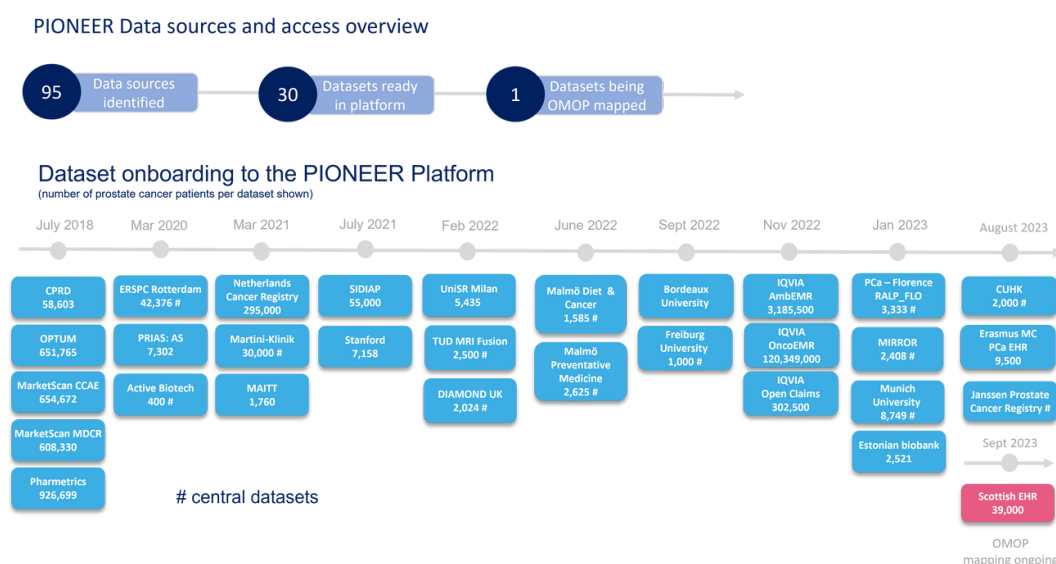 PIONEER Data sources and access overview
95
Data sources
identified
30
Datasets ready
in platform
1
Datasets being
OMOP mapped
Dataset onboarding to the PIONEER Platform
(number of prostate cancer patients per dataset shown)
July 2018
CPRD
58,603
OPTUM
651,765
MarketScan CCAE
654,672
MarketScan MDCR
608,330
Pharmetrics
926,699
Mar 2020
ERSPC Rotterdam
42,376 #
PRIAS: AS
7,302
Active Biotech
400 #
Mar 2021
Netherlands
Cancer Registry
295,000
Martini-Klinik
30,000 #
MAITT
1,760
July 2021
SIDIAP
55,000
Stanford
7,158
Feb 2022
UniSR Milan
5,435
TUD MRI Fusion
2,500 #
DIAMOND UK
2,024 #
June 2022
Malmö Diet &
Cancer
1,585 #
Malmö
Preventative
Medicine
2,625 #
Sept 2022
Bordeaux
University
Freiburg
University
1,000 #
Nov 2022
IQVIA
AmbEMR
3,185,500
IQVIA
OncoEMR
120,349,000
IQVIA
Open Claims
302,500
Jan 2023
PCa – Florence
RALP_FLO
3,333 #
MIRROR
2,408 #
Munich
University
8,749 #
Estonian biobank
2,521
August 2023
CUHK
2,000 #
Erasmus MC
PCa EHR
9,500
Janssen Prostate
Cancer Registry #
Sept 2023
Scottish EHR
39,000
OMOP
mapping ongoing
# central datasets